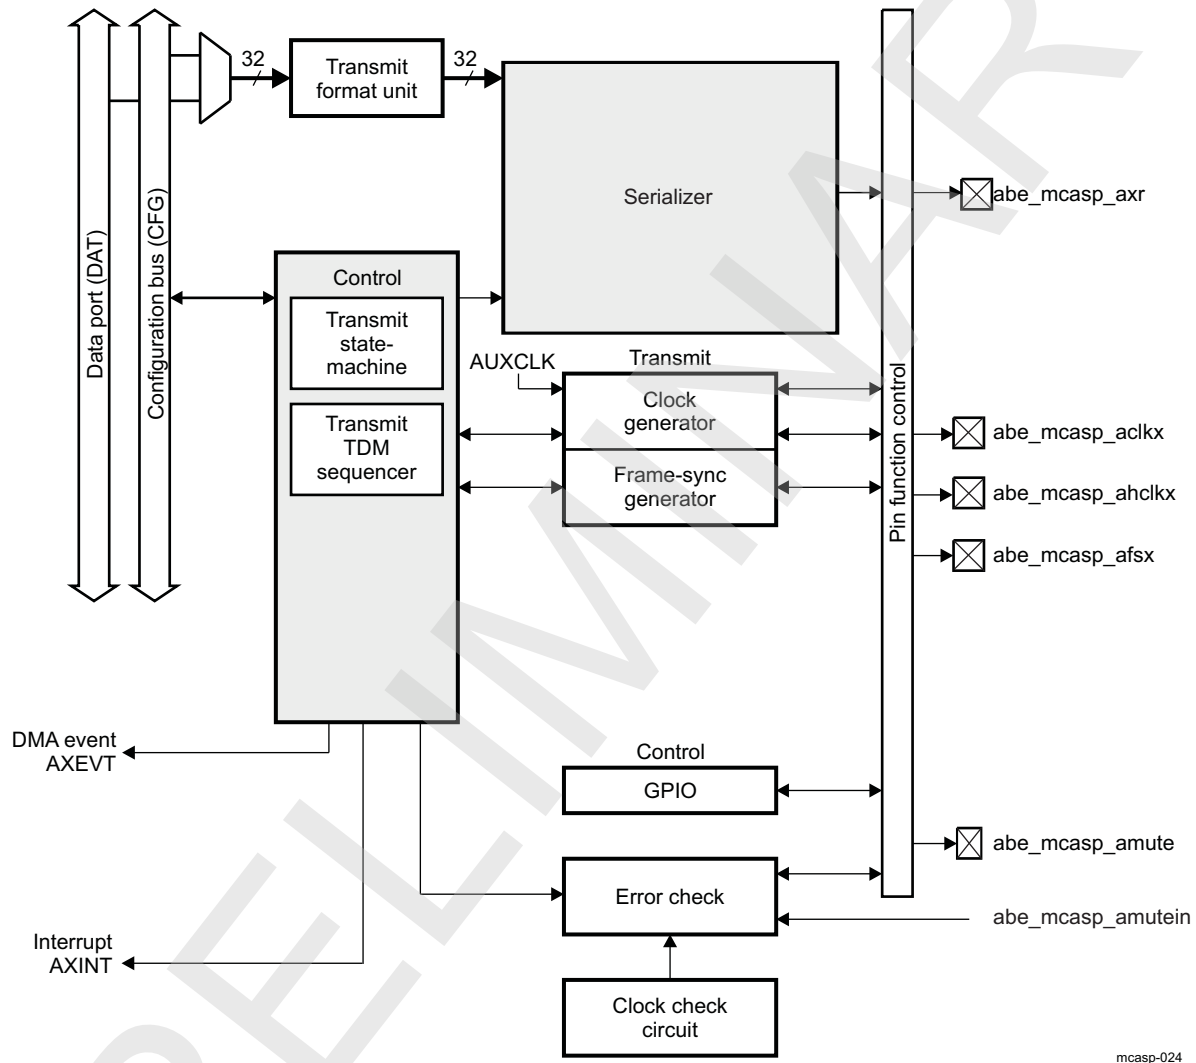 32
32
Transmit
format unit
Serializer
abe_mcasp_axr
Data port (DAT)
Configuration bus (CFG)
Control
Transmit
state-
machine
Transmit
TDM
sequencer
AUXCLK
Transmit
Clock
generator
Frame-sync
generator
Pin function control
abe_mcasp_aclkx
abe_mcasp_ahclkx
abe_mcasp_afsx
DMA event
AXEVT
Control
GPIO
abe_mcasp_amute
Error check
abe_mcasp_amutein
Interrupt
AXINT
Clock check
circuit
mcasp-024
PRELIMINAR